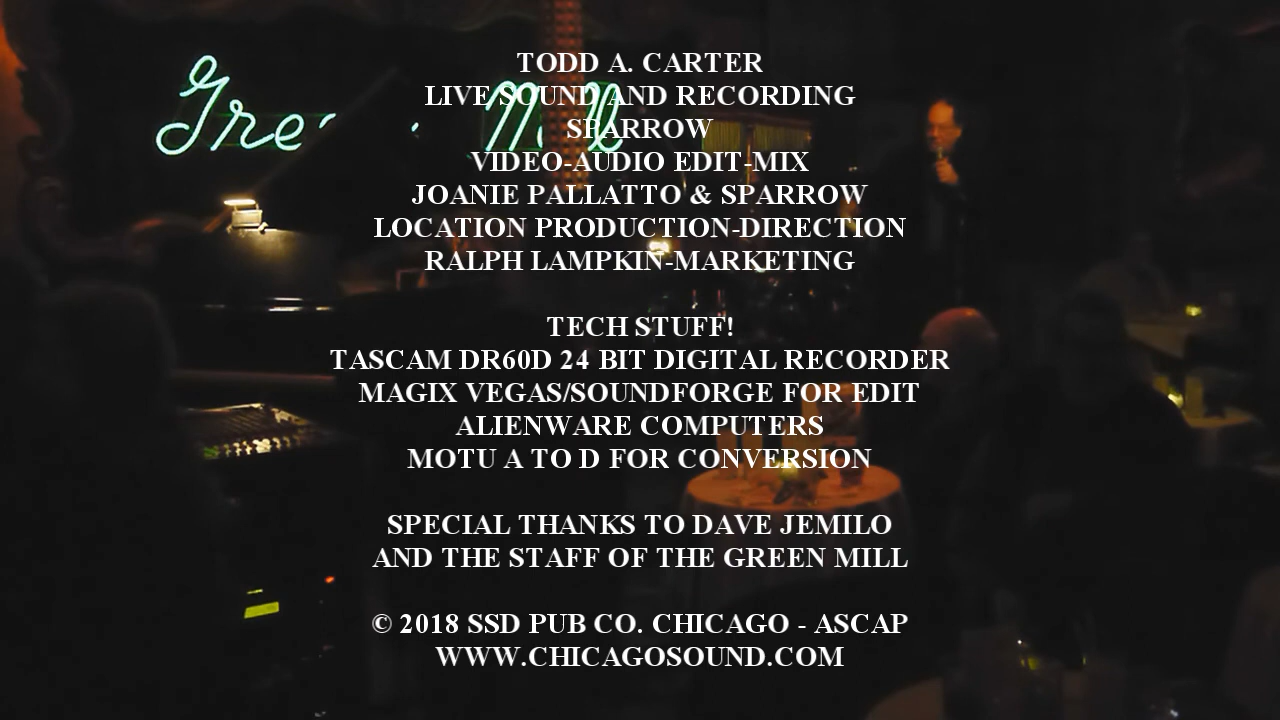 TODD A. CARTER
LIVE SOUND AND RECORDING
SPARROW
VIDEO-AUDIO EDIT-MIX
JOANIE PALLATTO & SPARROW
LOCATION PRODUCTION-DIRECTION
RALPH LAMPKIN-MARKETING
TECH STUFF!
TASCAM DR60D 24 BIT DIGITAL RECORDER
MAGIX VEGAS/SOUNDFORGE FOR EDIT
ALIENWARE COMPUTERS
MOTU A TO D FOR CONVERSION
SPECIAL THANKS TO DAVE JEMILO
AND THE STAFF OF THE GREEN MILL
© 2018 SSD PUB CO. CHICAGO - ASCAP
WWW.CHICAGOSOUND.COM